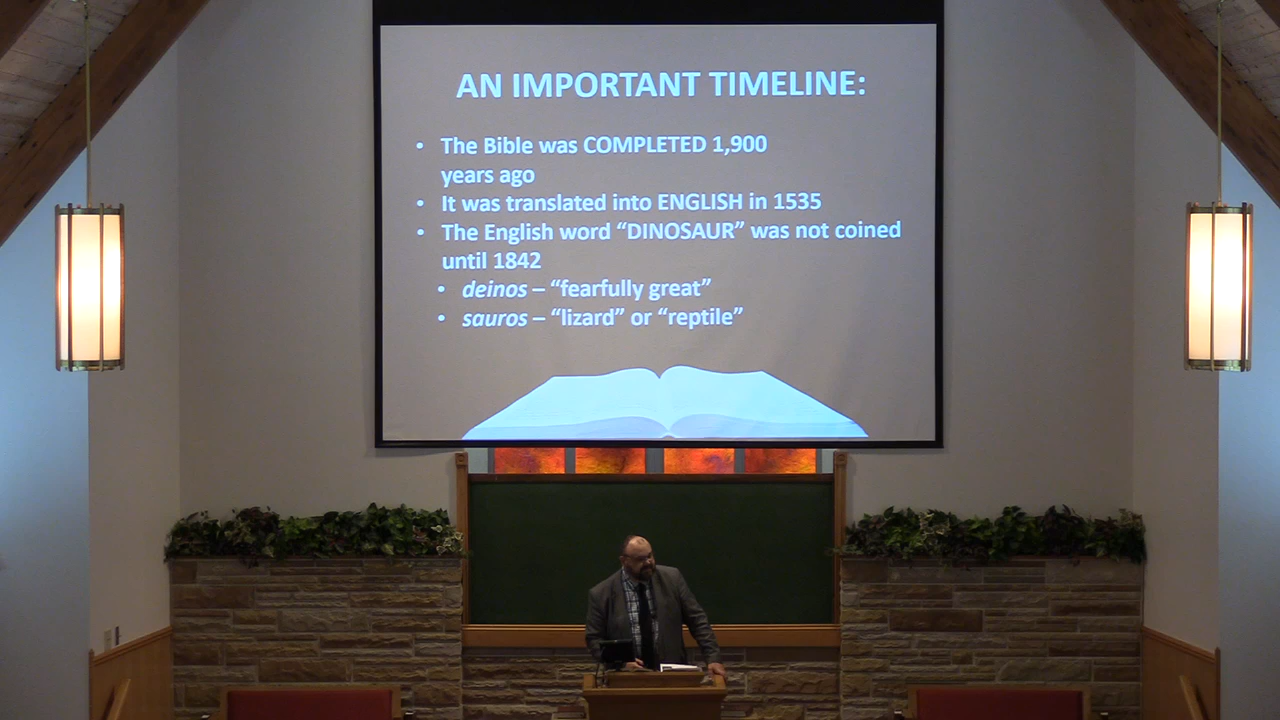 AN IMPORTANT TIMELINE:
• The Bible was COMPLETED 1,900
years ago
• It was translated into ENGLISH in 1535
• The English word “DINOSAUR” was not coined
until 1842
• deinos – “fearfully great”
• sauros – “lizard” or “reptile”